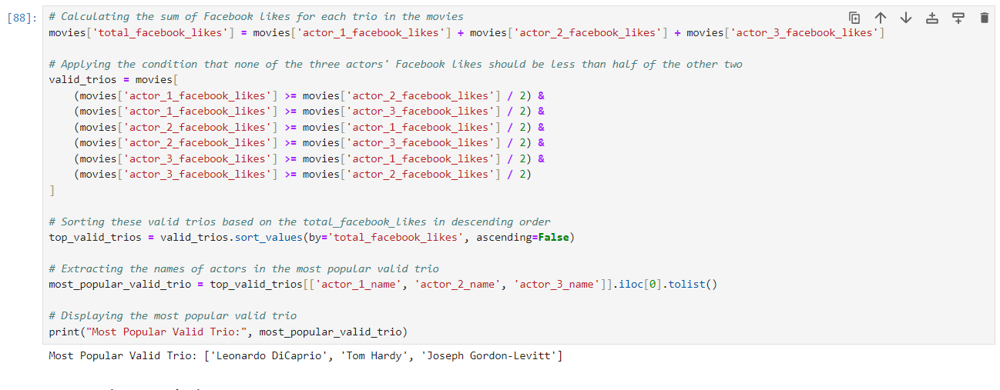 [88]: # Calculating the sum of Facebook likes for each trio in the movies
movies['total_facebook_likes'] = movies['actor_1_facebook_likes'] + movies['actor_2_facebook_likes'] + movies['actor_3_facebook_likes']
# Applying the condition that none of the three actors' Facebook likes should be less than half of the other two
valid_trios = movies[
    (movies['actor_1_facebook_likes'] >= movies['actor_2_facebook_likes'] / 2) &
    (movies['actor_1_facebook_likes'] >= movies['actor_3_facebook_likes'] / 2) &
    (movies['actor_2_facebook_likes'] >= movies['actor_1_facebook_likes'] / 2) &
    (movies['actor_2_facebook_likes'] >= movies['actor_3_facebook_likes'] / 2) &
    (movies['actor_3_facebook_likes'] >= movies['actor_1_facebook_likes'] / 2) &
    (movies['actor_3_facebook_likes'] >= movies['actor_2_facebook_likes'] / 2)
]
# Sorting these valid trios based on the total_facebook_likes in descending order
top_valid_trios = valid_trios.sort_values(by='total_facebook_likes', ascending=False)
# Extracting the names of actors in the most popular valid trio
most_popular_valid_trio = top_valid_trios[['actor_1_name', 'actor_2_name', 'actor_3_name']].iloc[0].tolist()
# Displaying the most popular valid trio
print("Most Popular Valid Trio:", most_popular_valid_trio)
Most Popular Valid Trio: ['Leonardo DiCaprio', 'Tom Hardy', 'Joseph Gordon-Levitt']